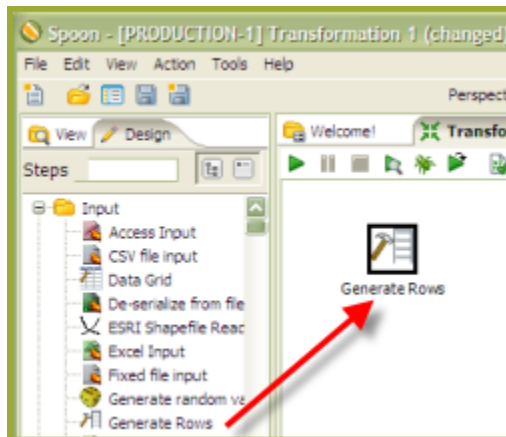 Spoon - [PRODUCTION-1] Transformation 1 (changed)
File Edit View Action Tools Help
Perspect
View Design
Welcome! Transfo
Steps
Input
Access Input
CSV file input
Data Grid
De-serialize from file
ESRI Shapefile Reac
Excel Input
Fixed file input
Generate random va
Generate Rows
Generate Rows